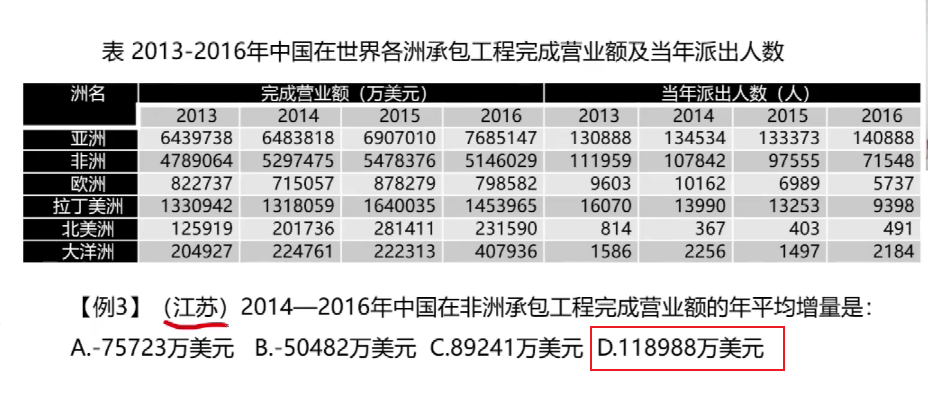 表 2013-2016年中国在世界各洲承包工程完成营业额及当年派出人数
洲名 完成营业额（万美元） 当年派出人数（人）
2013 2014 2015 2016 2013 2014 2015 2016
亚洲 6439738 6483818 6907010 7685147 130888 134534 133373 140888
非洲 4789064 5297475 5478376 5146029 111959 107842 97555 71548
欧洲 822737 715057 878279 798582 9603 10162 6989 5737
拉丁美洲 1330942 1318059 1640035 1453965 16070 13990 13253 9398
北美洲 125919 201736 281411 231590 814 367 403 491
大洋洲 204927 224761 222313 407936 1586 2256 1497 2184
【例3】（江苏）2014—2016年中国在非洲承包工程完成营业额的年平均增量是：
A.-75723万美元 B.-50482万美元 C.89241万美元 D.118988万美元